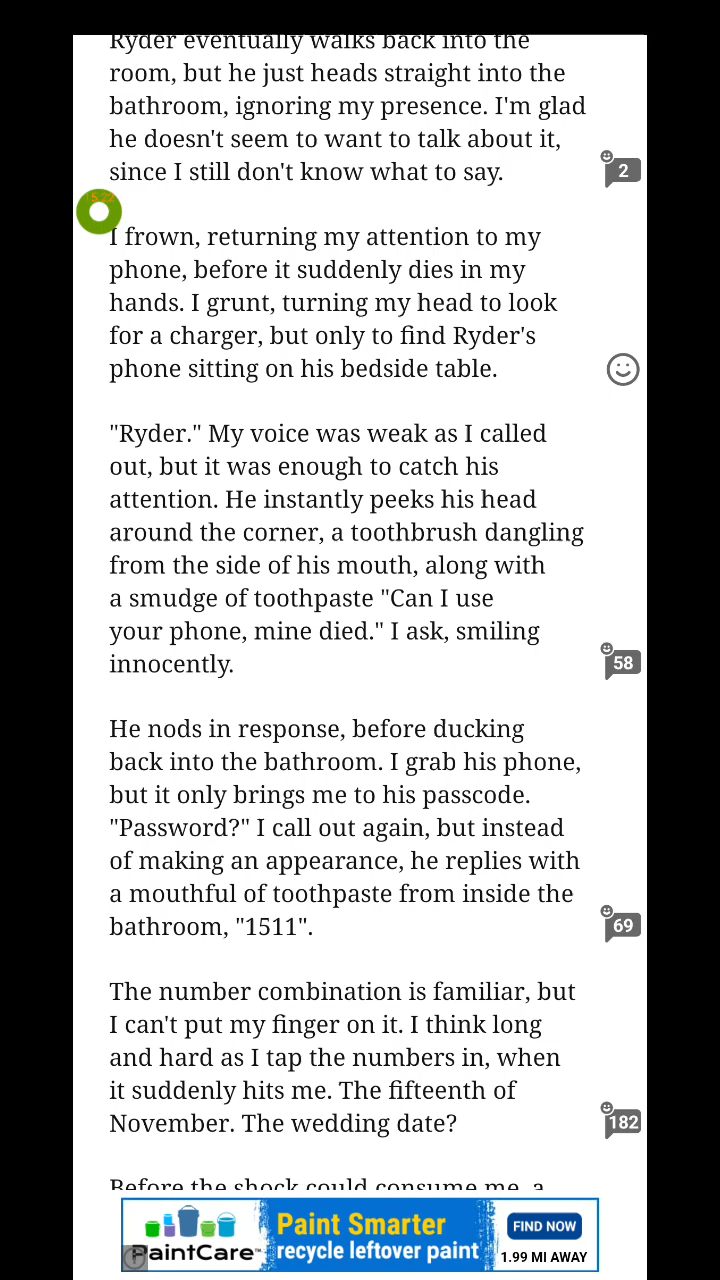 Ryder eventually walks back into the
room, but he just heads straight into the
bathroom, ignoring my presence. I'm glad
he doesn't seem to want to talk about it,
since I still don't know what to say.
2
I frown, returning my attention to my
phone, before it suddenly dies in my
hands. I grunt, turning my head to look
for a charger, but only to find Ryder's
phone sitting on his bedside table.
"Ryder." My voice was weak as I called
out, but it was enough to catch his
attention. He instantly peeks his head
around the corner, a toothbrush dangling
from the side of his mouth, along with
a smudge of toothpaste "Can I use
your phone, mine died." I ask, smiling
innocently.
58
He nods in response, before ducking
back into the bathroom. I grab his phone,
but it only brings me to his passcode.
"Password?" I call out again, but instead
of making an appearance, he replies with
a mouthful of toothpaste from inside the
bathroom, "1511".
69
The number combination is familiar, but
I can't put my finger on it. I think long
and hard as I tap the numbers in, when
it suddenly hits me. The fifteenth of
November. The wedding date?
182
Before the shock could consume me, a
PaintCare™
Paint Smarter
recycle leftover paint
FIND NOW
1.99 MI AWAY